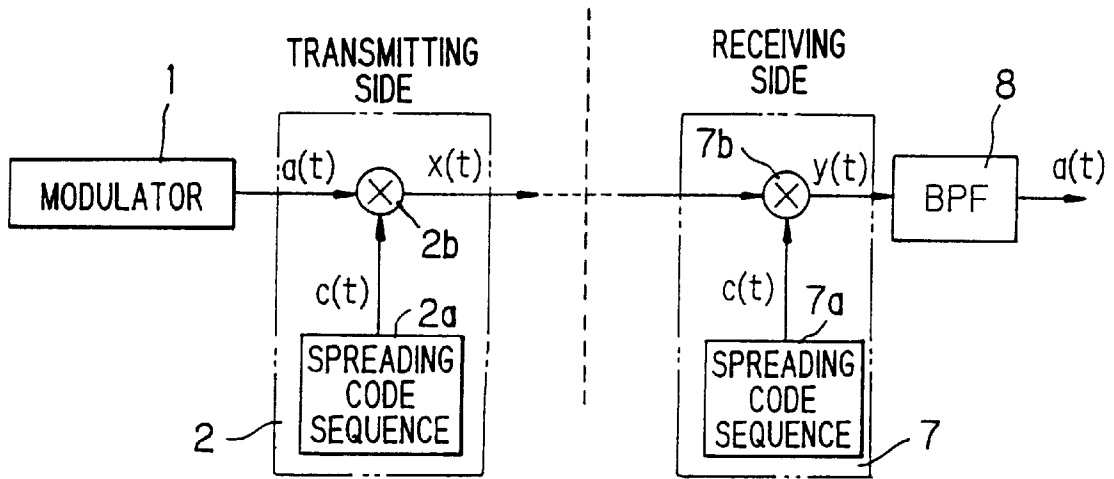 TRANSMITTING
SIDE
RECEIVING
SIDE
1
8
7b
MODULATOR
a(t)
x(t)
y(t)
BPF
a(t)
2b
c(t)
2a
c(t)
7a
SPREADING
CODE
SEQUENCE
SPREADING
CODE
SEQUENCE
2
7